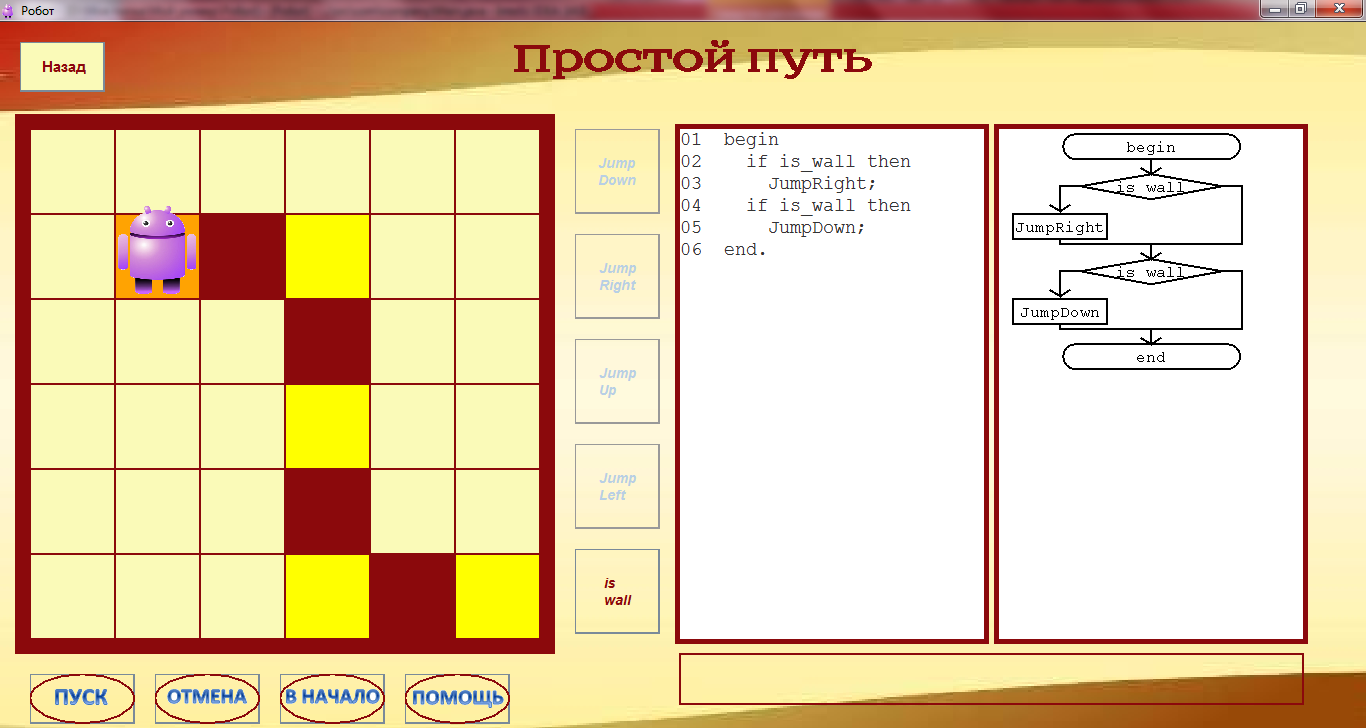 Робот
Назад
Простой путь
Jump
Down
Jump
Right
Jump
Up
Jump
Left
is
wall
01 begin
02 if is_wall then
03 JumpRight;
04 if is_wall then
05 JumpDown;
06 end.
begin
is wall
JumpRight
is wall
JumpDown
end
ПУСК
ОТМЕНА
В НАЧАЛО
ПОМОЩЬ